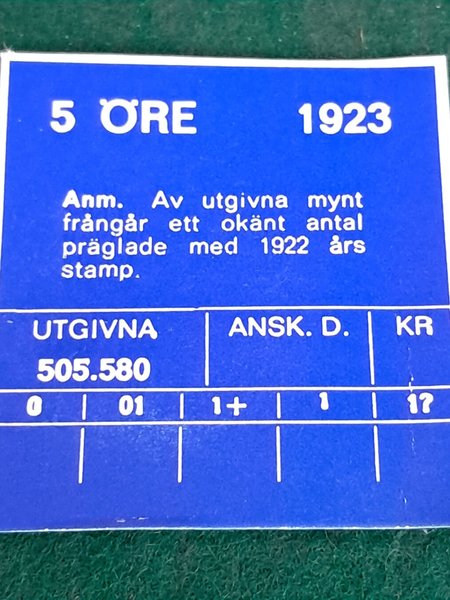 5 ÖRE 1923
Anm. Av utgivna mynt
frångår ett okänt antal
präglade med 1922 års
stamp.
UTGIVNA ANSK. D. KR
505.580
0 01 1+ 1 1?